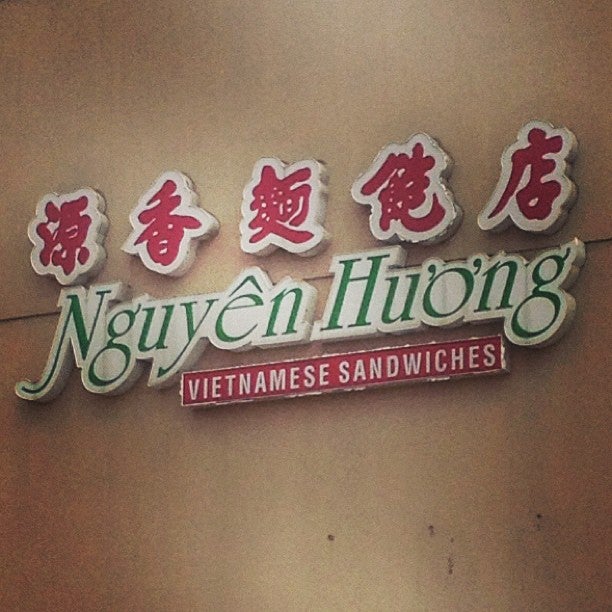 源香麵飽店
Nguyên Hương
VIETNAMESE SANDWICHES